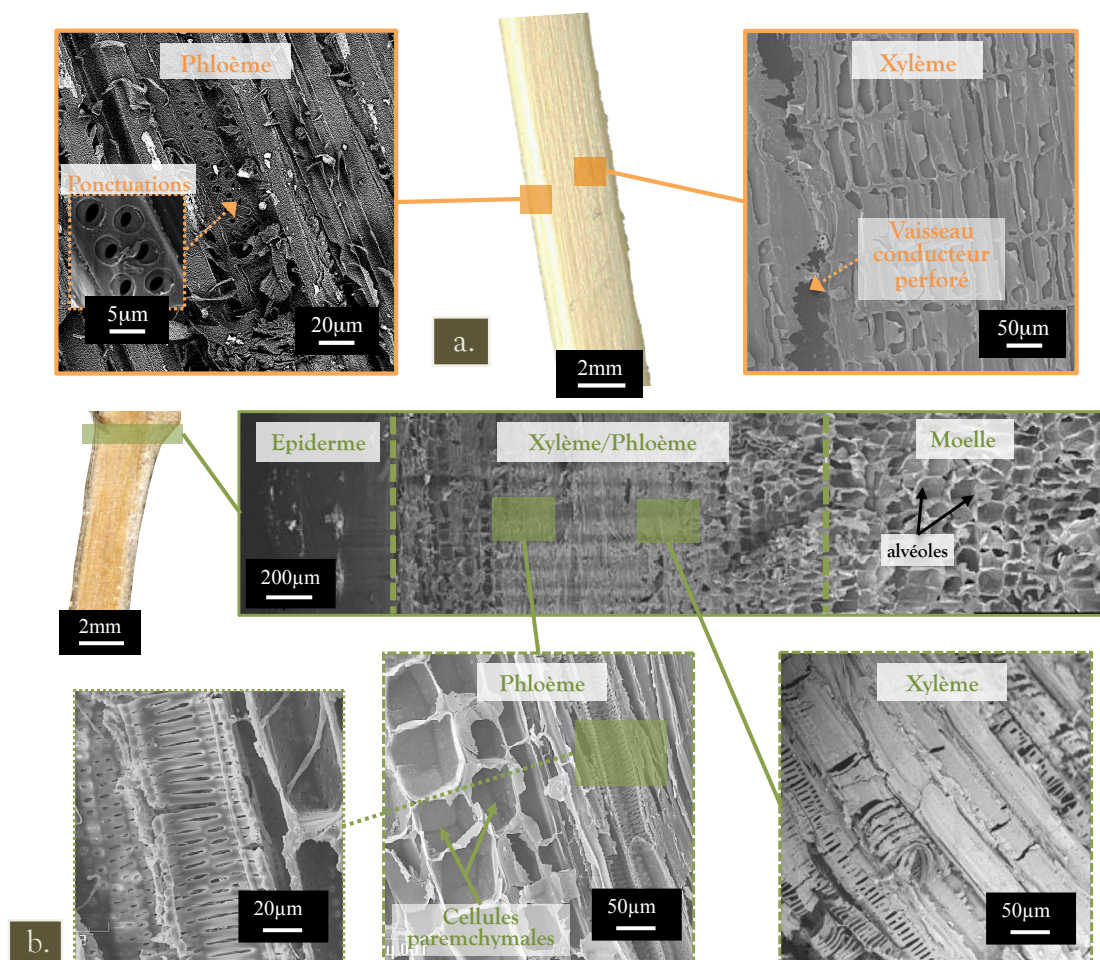 Phloème
Xylème
Ponctuations
Vaisseau
conducteur
perforé
5µm
20µm
a.
2mm
50µm
Epiderme
Xylème/Phloème
Moelle
alvéoles
200µm
2mm
Phloème
Xylème
20µm
Cellules
paremchymales
50µm
50µm
b.